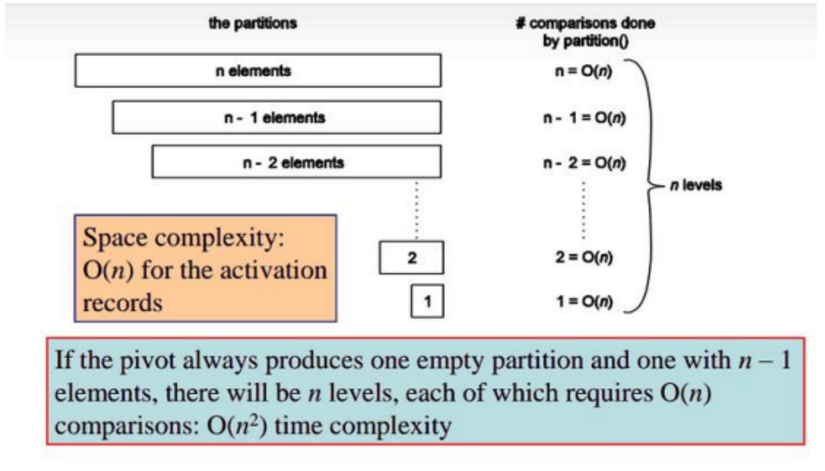 the partitions
# comparisons done
by partition()
n elements
n = O(n)
n - 1 elements
n - 1 = O(n)
n - 2 elements
n - 2 = O(n)
n levels
Space complexity:
O(n) for the activation
records
2
2 = O(n)
1
1 = O(n)
If the pivot always produces one empty partition and one with n – 1
elements, there will be n levels, each of which requires O(n)
comparisons: O(n²) time complexity